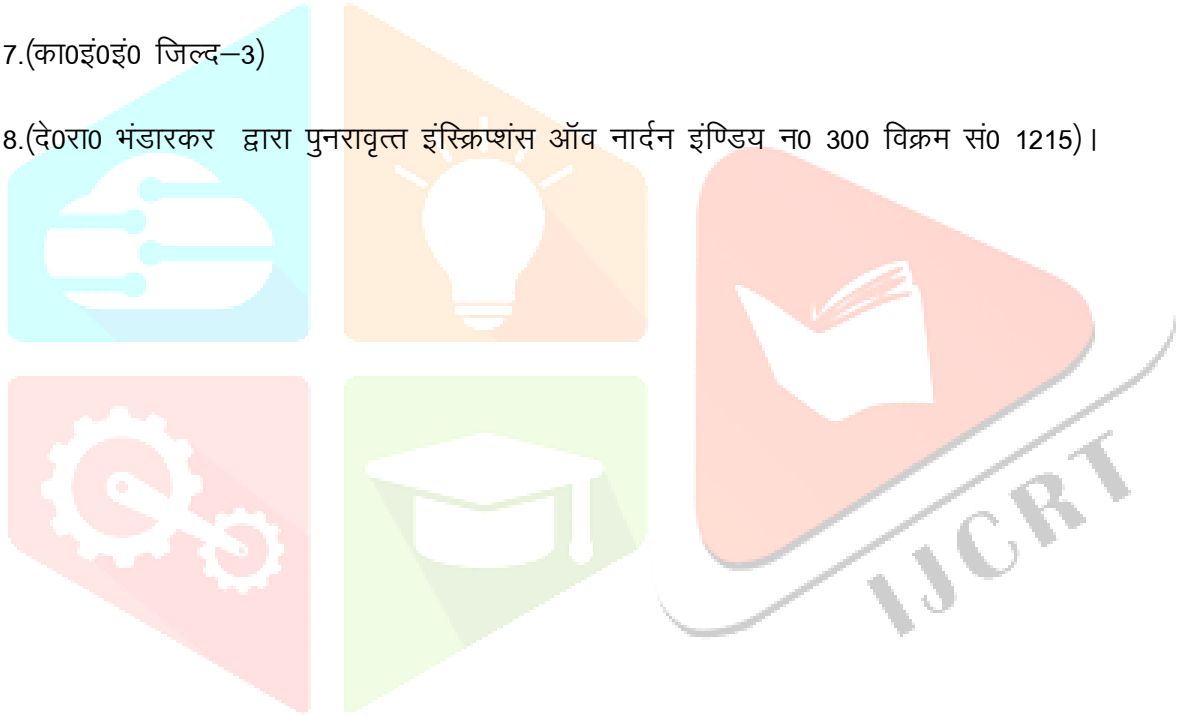 7.(का0इं0इं0 जिल्द–3)
8.(दे0रा0 भंडारकर द्वारा पुनरावृत्त इंस्क्रिप्शंस ऑव नार्दन इंण्डिय न0 300 विक्रम सं0 1215)।
IJCRT